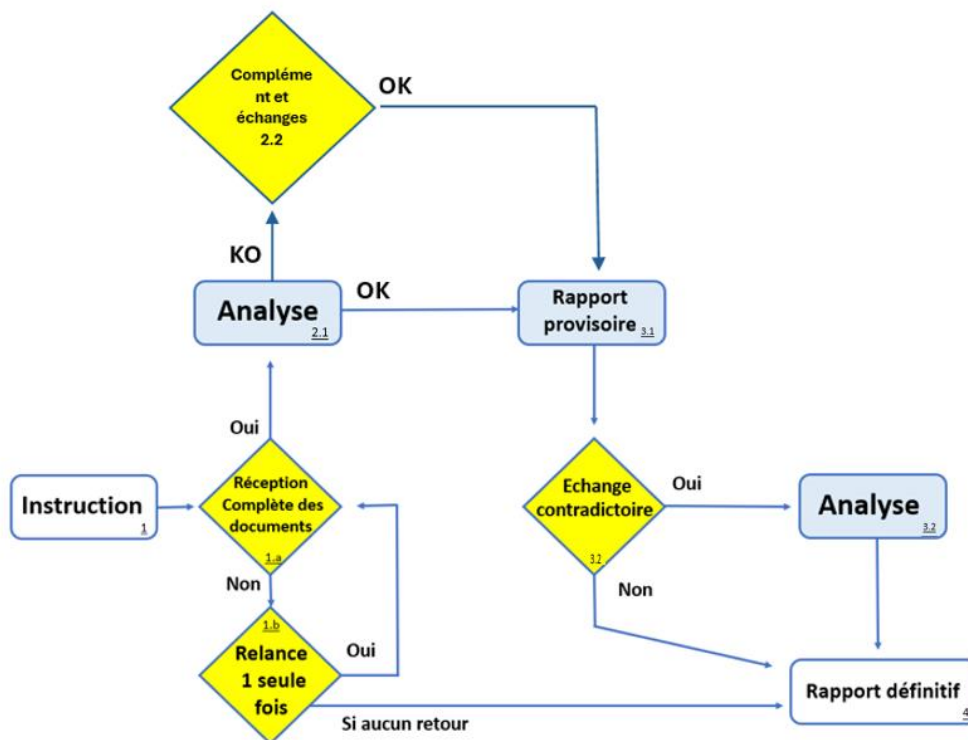 Compléme
nt et
échanges
2.2
OK
KO
Analyse
2.1
OK
Rapport
provisoire 3.1
Oui
Instruction
1
Réception
Complète des
documents
1.a
Echange
contradictoire
3.2
Oui
Analyse
3.2
Non
1.b
Relance
1 seule
fois
Oui
Non
Si aucun retour
Rapport définitif
4